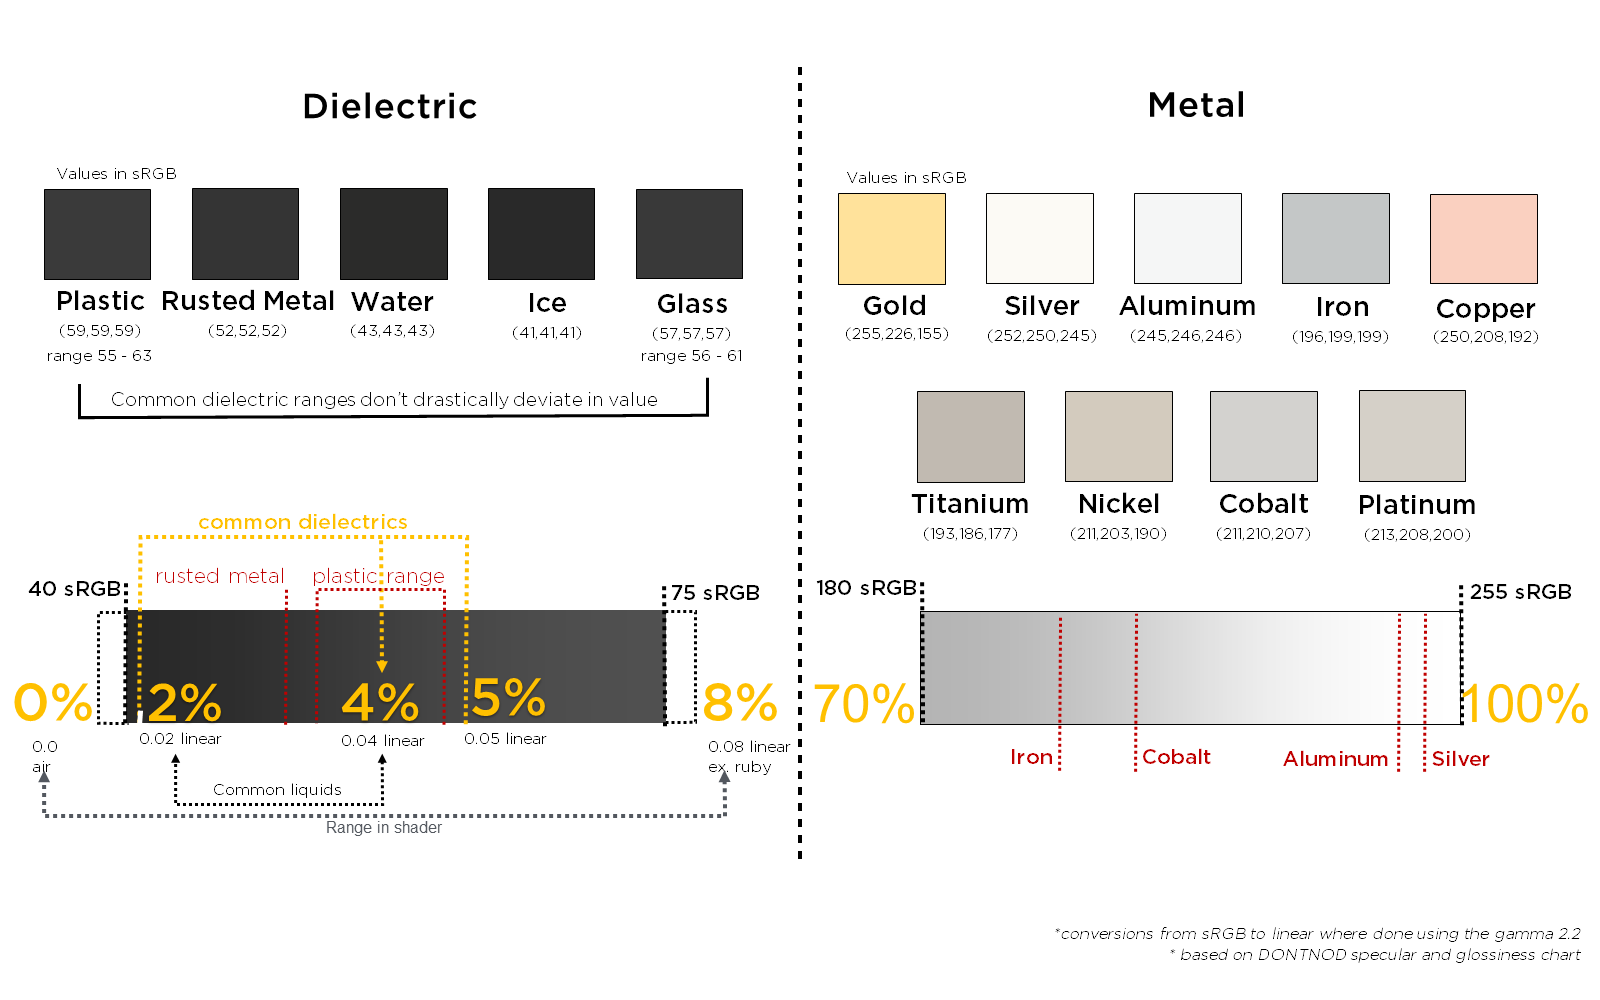 Dielectric
Values in sRGB
Plastic
(59,59,59)
range 55 - 63
Rusted Metal
(52,52,52)
Water
(43,43,43)
Ice
(41,41,41)
Glass
(57,57,57)
range 56 - 61
Common dielectric ranges don't drastically deviate in value
common dielectrics
rusted metal
plastic range
40 sRGB
75 sRGB
0%
2%
4%
5%
8%
0.0
air
0.02 linear
0.04 linear
0.05 linear
0.08 linear
ex. ruby
Common liquids
Range in shader
Metal
Values in sRGB
Gold
(255,226,155)
Silver
(252,250,245)
Aluminum
(245,246,246)
Iron
(196,199,199)
Copper
(250,208,192)
Titanium
(193,186,177)
Nickel
(211,203,190)
Cobalt
(211,210,207)
Platinum
(213,208,200)
180 sRGB
255 sRGB
70%
100%
Iron
Cobalt
Aluminum
Silver
*conversions from sRGB to linear where done using the gamma 2.2
* based on DONTNOD specular and glossiness chart